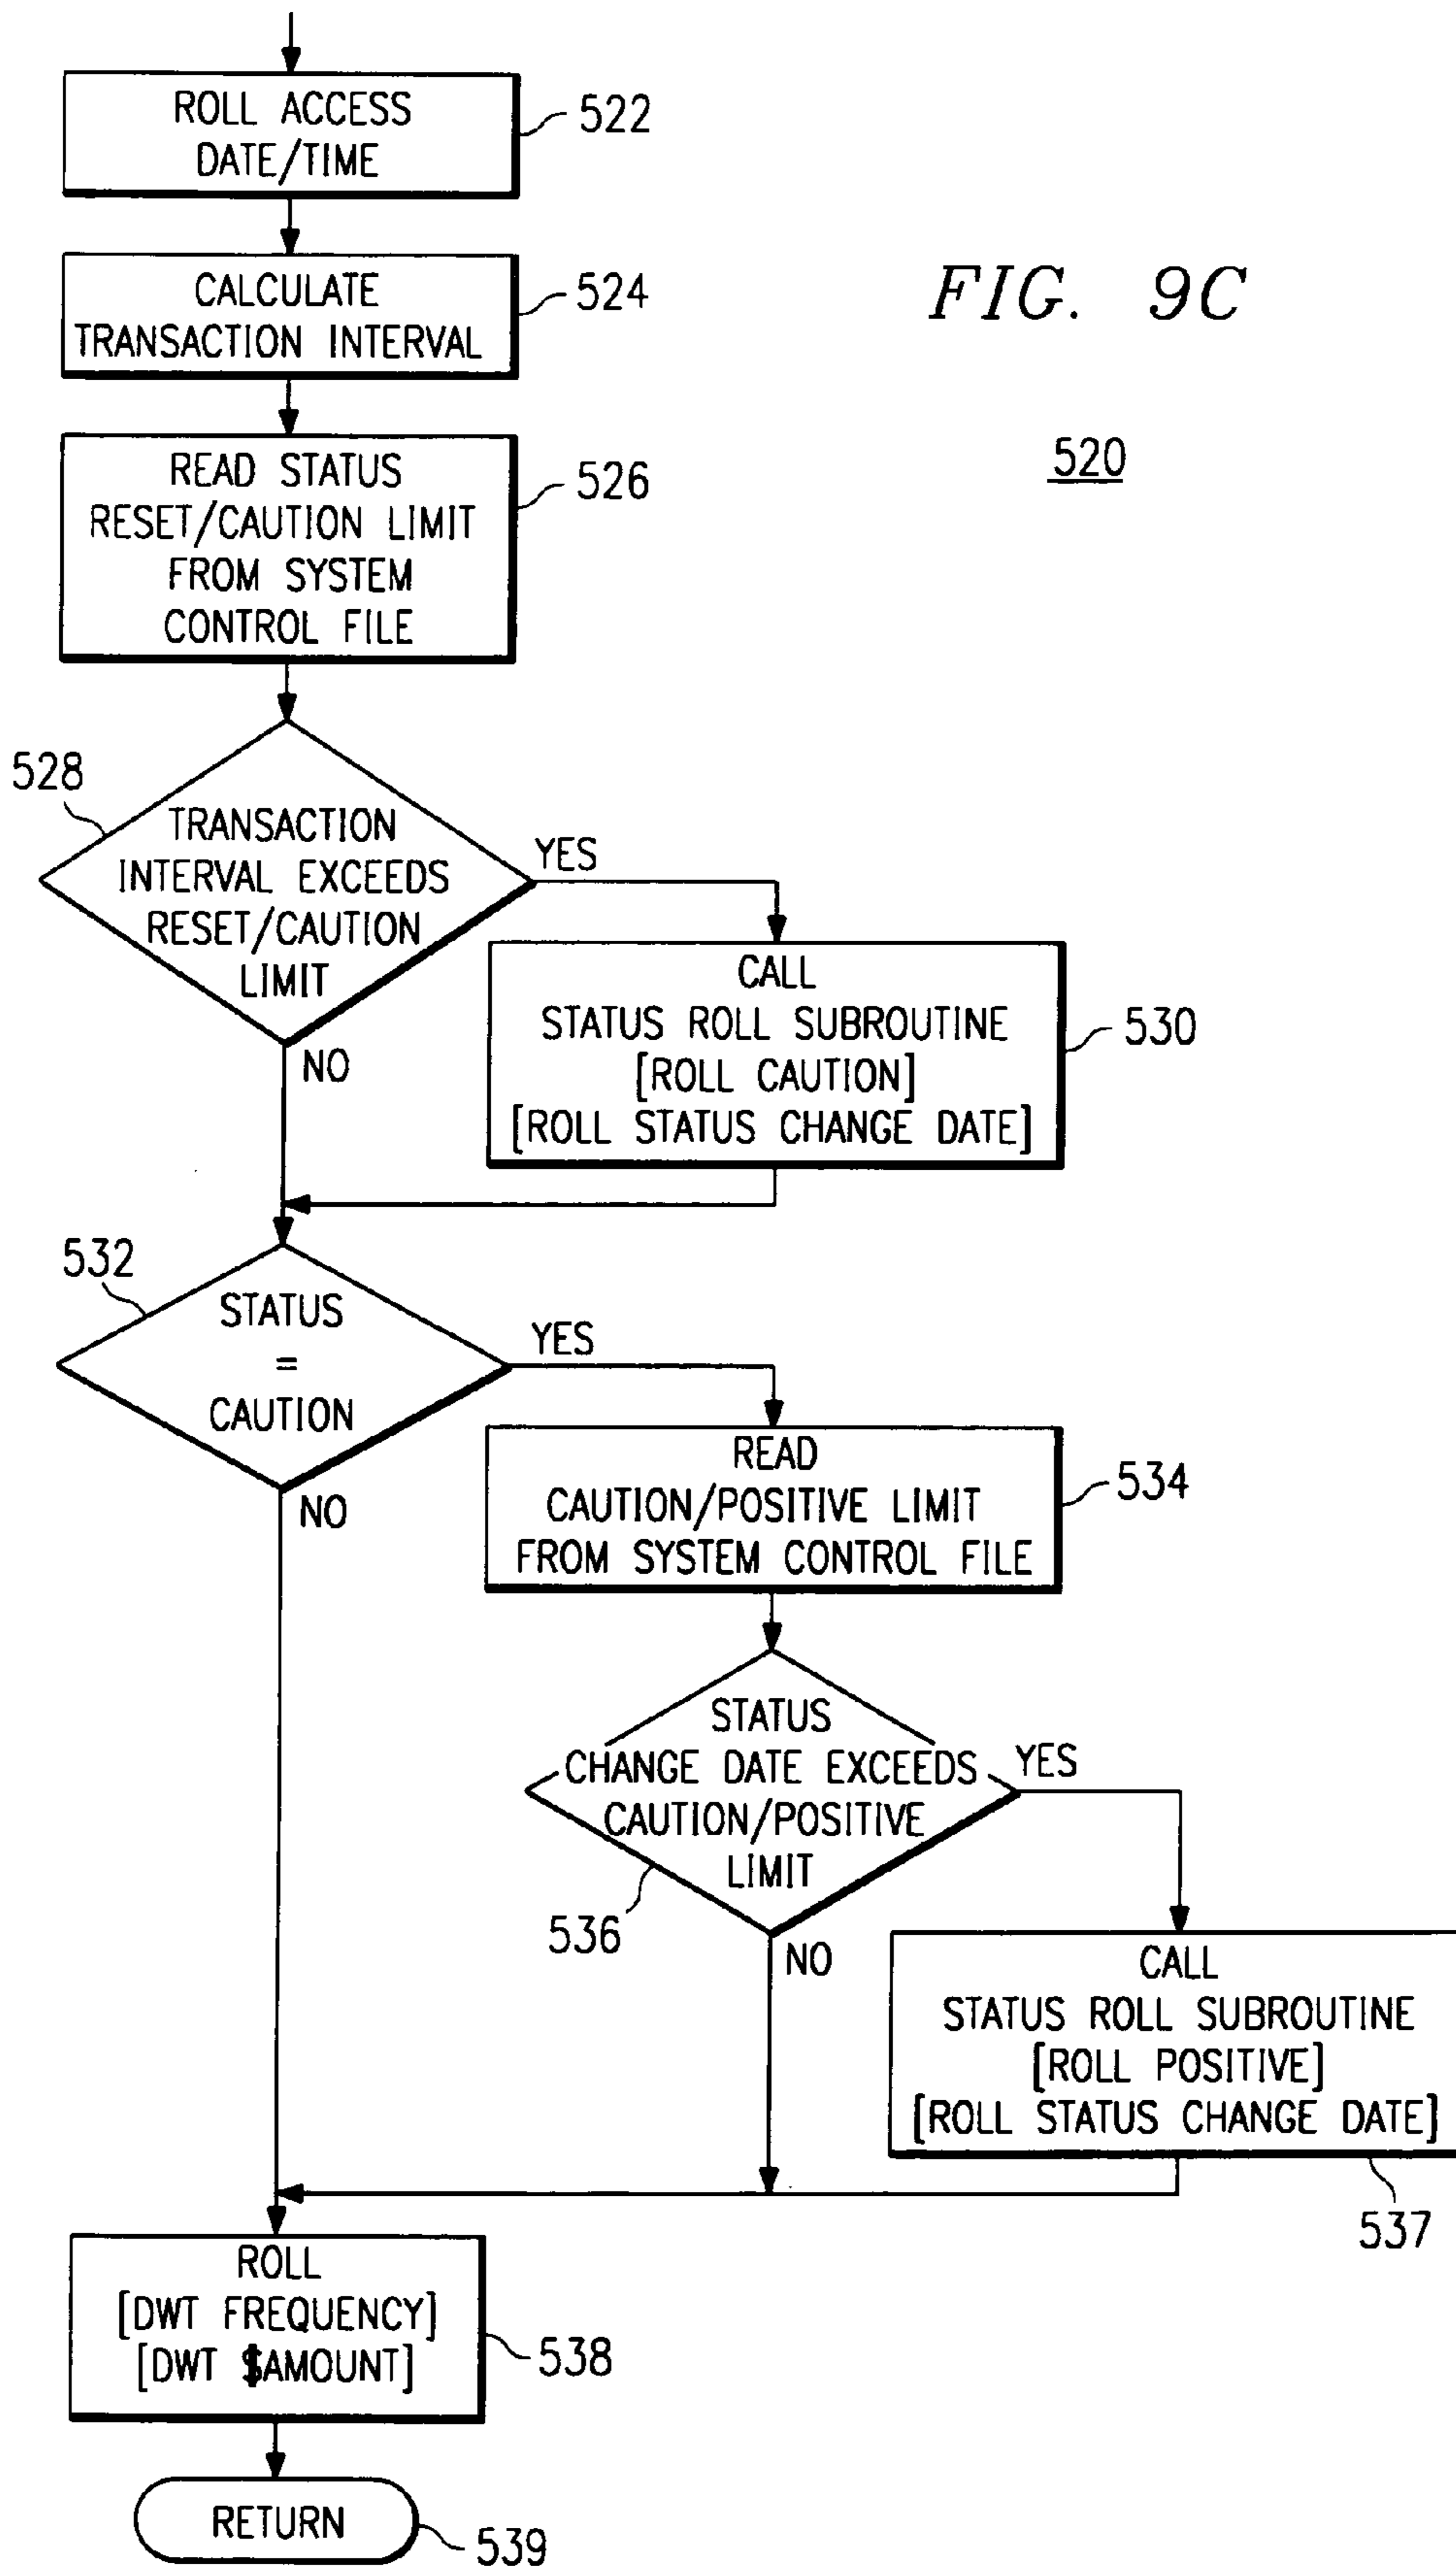 ROLL ACCESS
DATE/TIME
522
CALCULATE
TRANSACTION INTERVAL
524
FIG. 9C
520
READ STATUS
RESET/CAUTION LIMIT
FROM SYSTEM
CONTROL FILE
526
528
TRANSACTION
INTERVAL EXCEEDS
RESET/CAUTION
LIMIT
YES
NO
CALL
STATUS ROLL SUBROUTINE
[ROLL CAUTION]
[ROLL STATUS CHANGE DATE]
530
532
STATUS
=
CAUTION
YES
NO
READ
CAUTION/POSITIVE LIMIT
FROM SYSTEM CONTROL FILE
534
STATUS
CHANGE DATE EXCEEDS
CAUTION/POSITIVE
LIMIT
YES
536
NO
CALL
STATUS ROLL SUBROUTINE
[ROLL POSITIVE]
[ROLL STATUS CHANGE DATE]
537
ROLL
[DWT FREQUENCY]
[DWT $AMOUNT]
538
RETURN
539